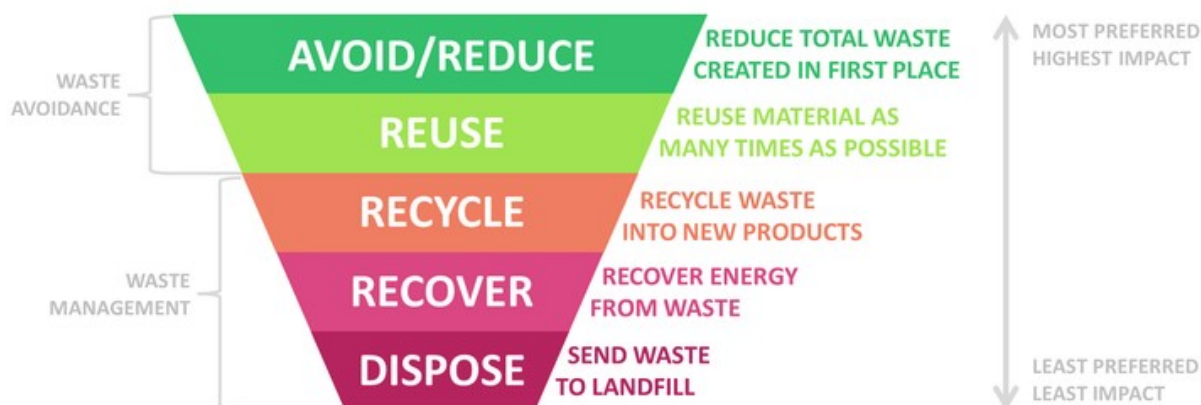 AVOID/REDUCE
REDUCE TOTAL WASTE
CREATED IN FIRST PLACE
MOST PREFERRED
HIGHEST IMPACT
WASTE
AVOIDANCE
REUSE
REUSE MATERIAL AS
MANY TIMES AS POSSIBLE
RECYCLE
RECYCLE WASTE
INTO NEW PRODUCTS
WASTE
MANAGEMENT
RECOVER
RECOVER ENERGY
FROM WASTE
DISPOSE
SEND WASTE
TO LANDFILL
LEAST PREFERRED
LEAST IMPACT